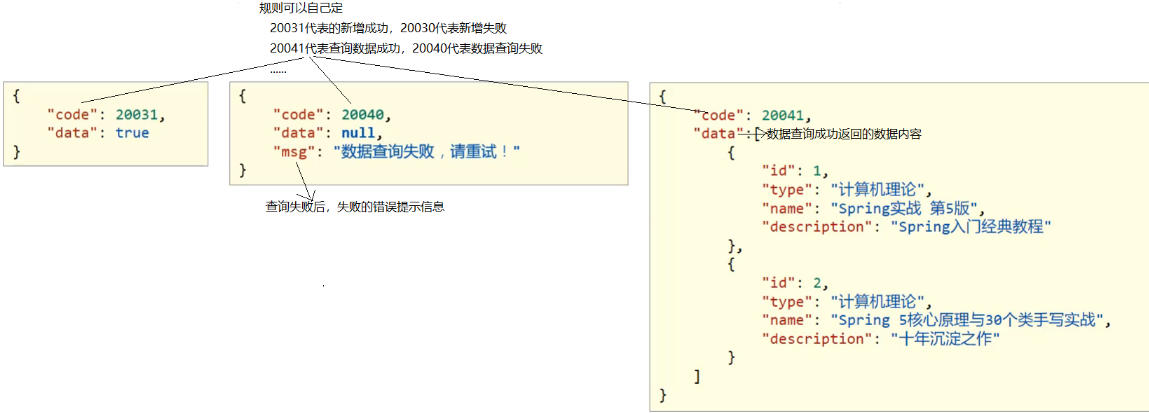 规则可以自己定
20031代表的新增成功，20030代表新增失败
20041代表查询数据成功，20040代表数据查询失败
......
{
"code": 20031,
"data": true
}
{
"code": 20040,
"data": null,
"msg": "数据查询失败，请重试！"
}
查询失败后，失败的错误提示信息
{
"code": 20041,
"data":[ 数据查询成功返回的数据内容
{
"id": 1,
"type": "计算机理论",
"name": "Spring实战 第5版",
"description": "Spring入门经典教程"
},
{
"id": 2,
"type": "计算机理论",
"name": "Spring 5核心原理与30个类手写实战",
"description": "十年沉淀之作"
}
]
}